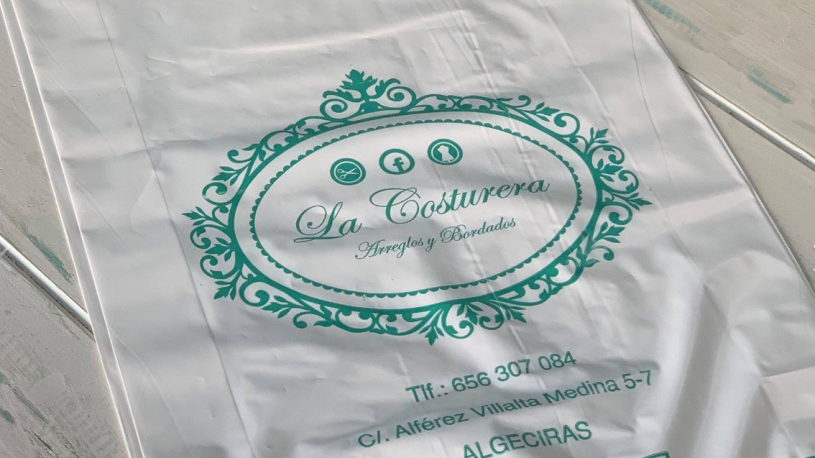 La Costurera
Arreglos y Bordados
Tlf.: 656 307 084
C/. Alférez Villalta Medina 5-7
ALGECIRAS